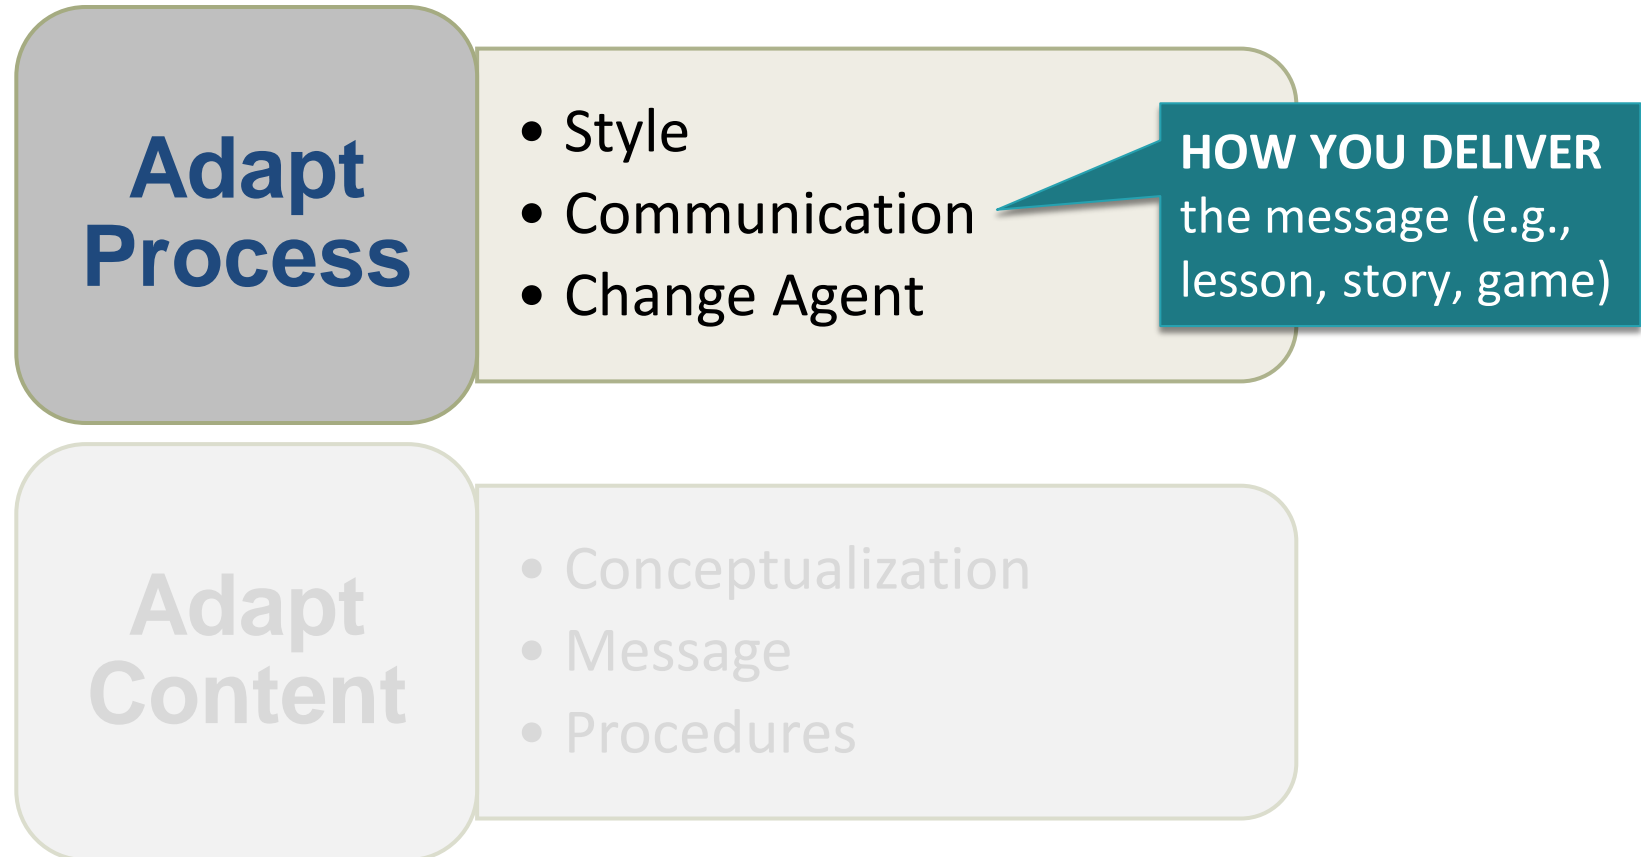 Adapt
Process
• Style
• Communication
• Change Agent
HOW YOU DELIVER
the message (e.g.,
lesson, story, game)
Adapt
Content
• Conceptualization
• Message
• Procedures